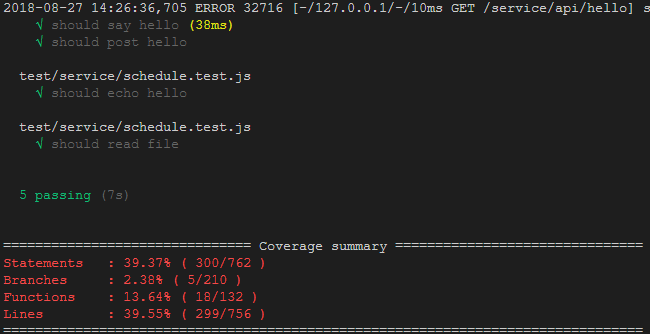 2018-08-27 14:26:36,705 ERROR 32716 [-/127.0.0.1/-/10ms GET /service/api/hello] s
√ should say hello (38ms)
√ should post hello
test/service/schedule.test.js
√ should echo hello
test/service/schedule.test.js
√ should read file
5 passing (7s)
=============================== Coverage summary ===============================
Statements   : 39.37% ( 300/762 )
Branches     : 2.38% ( 5/210 )
Functions    : 13.64% ( 18/132 )
Lines        : 39.55% ( 299/756 )
================================================================================